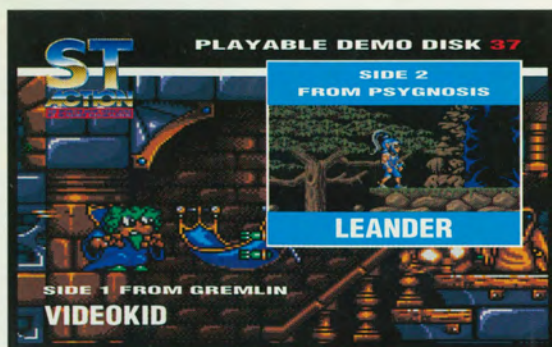 PLAYABLE DEMO DISK 37
ST
ACTION
SIDE 2
FROM PSYGNOSIS
LEANDER
SIDE 1 FROM GREMLIN
VIDEOKID